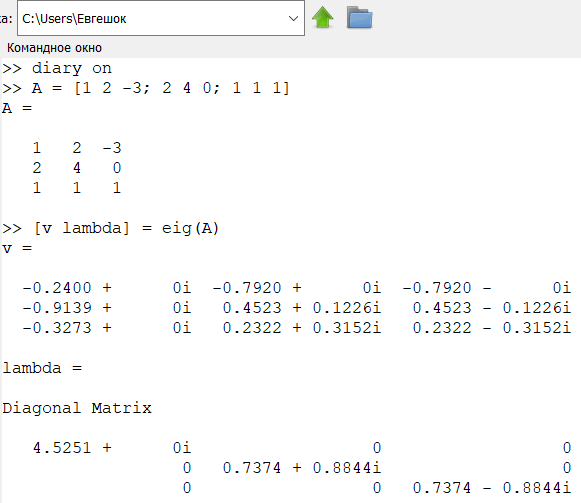 ка: C:\Users\Евгешок
Командное окно
>> diary on
>> A = [1 2 -3; 2 4 0; 1 1 1]
A =
1 2 -3
2 4 0
1 1 1
>> [v lambda] = eig(A)
v =
-0.2400 + 0i -0.7920 + 0i -0.7920 - 0i
-0.9139 + 0i 0.4523 + 0.1226i 0.4523 - 0.1226i
-0.3273 + 0i 0.2322 + 0.3152i 0.2322 - 0.3152i
lambda =
Diagonal Matrix
4.5251 + 0i 0 0
0 0.7374 + 0.8844i 0
0 0 0.7374 - 0.8844i